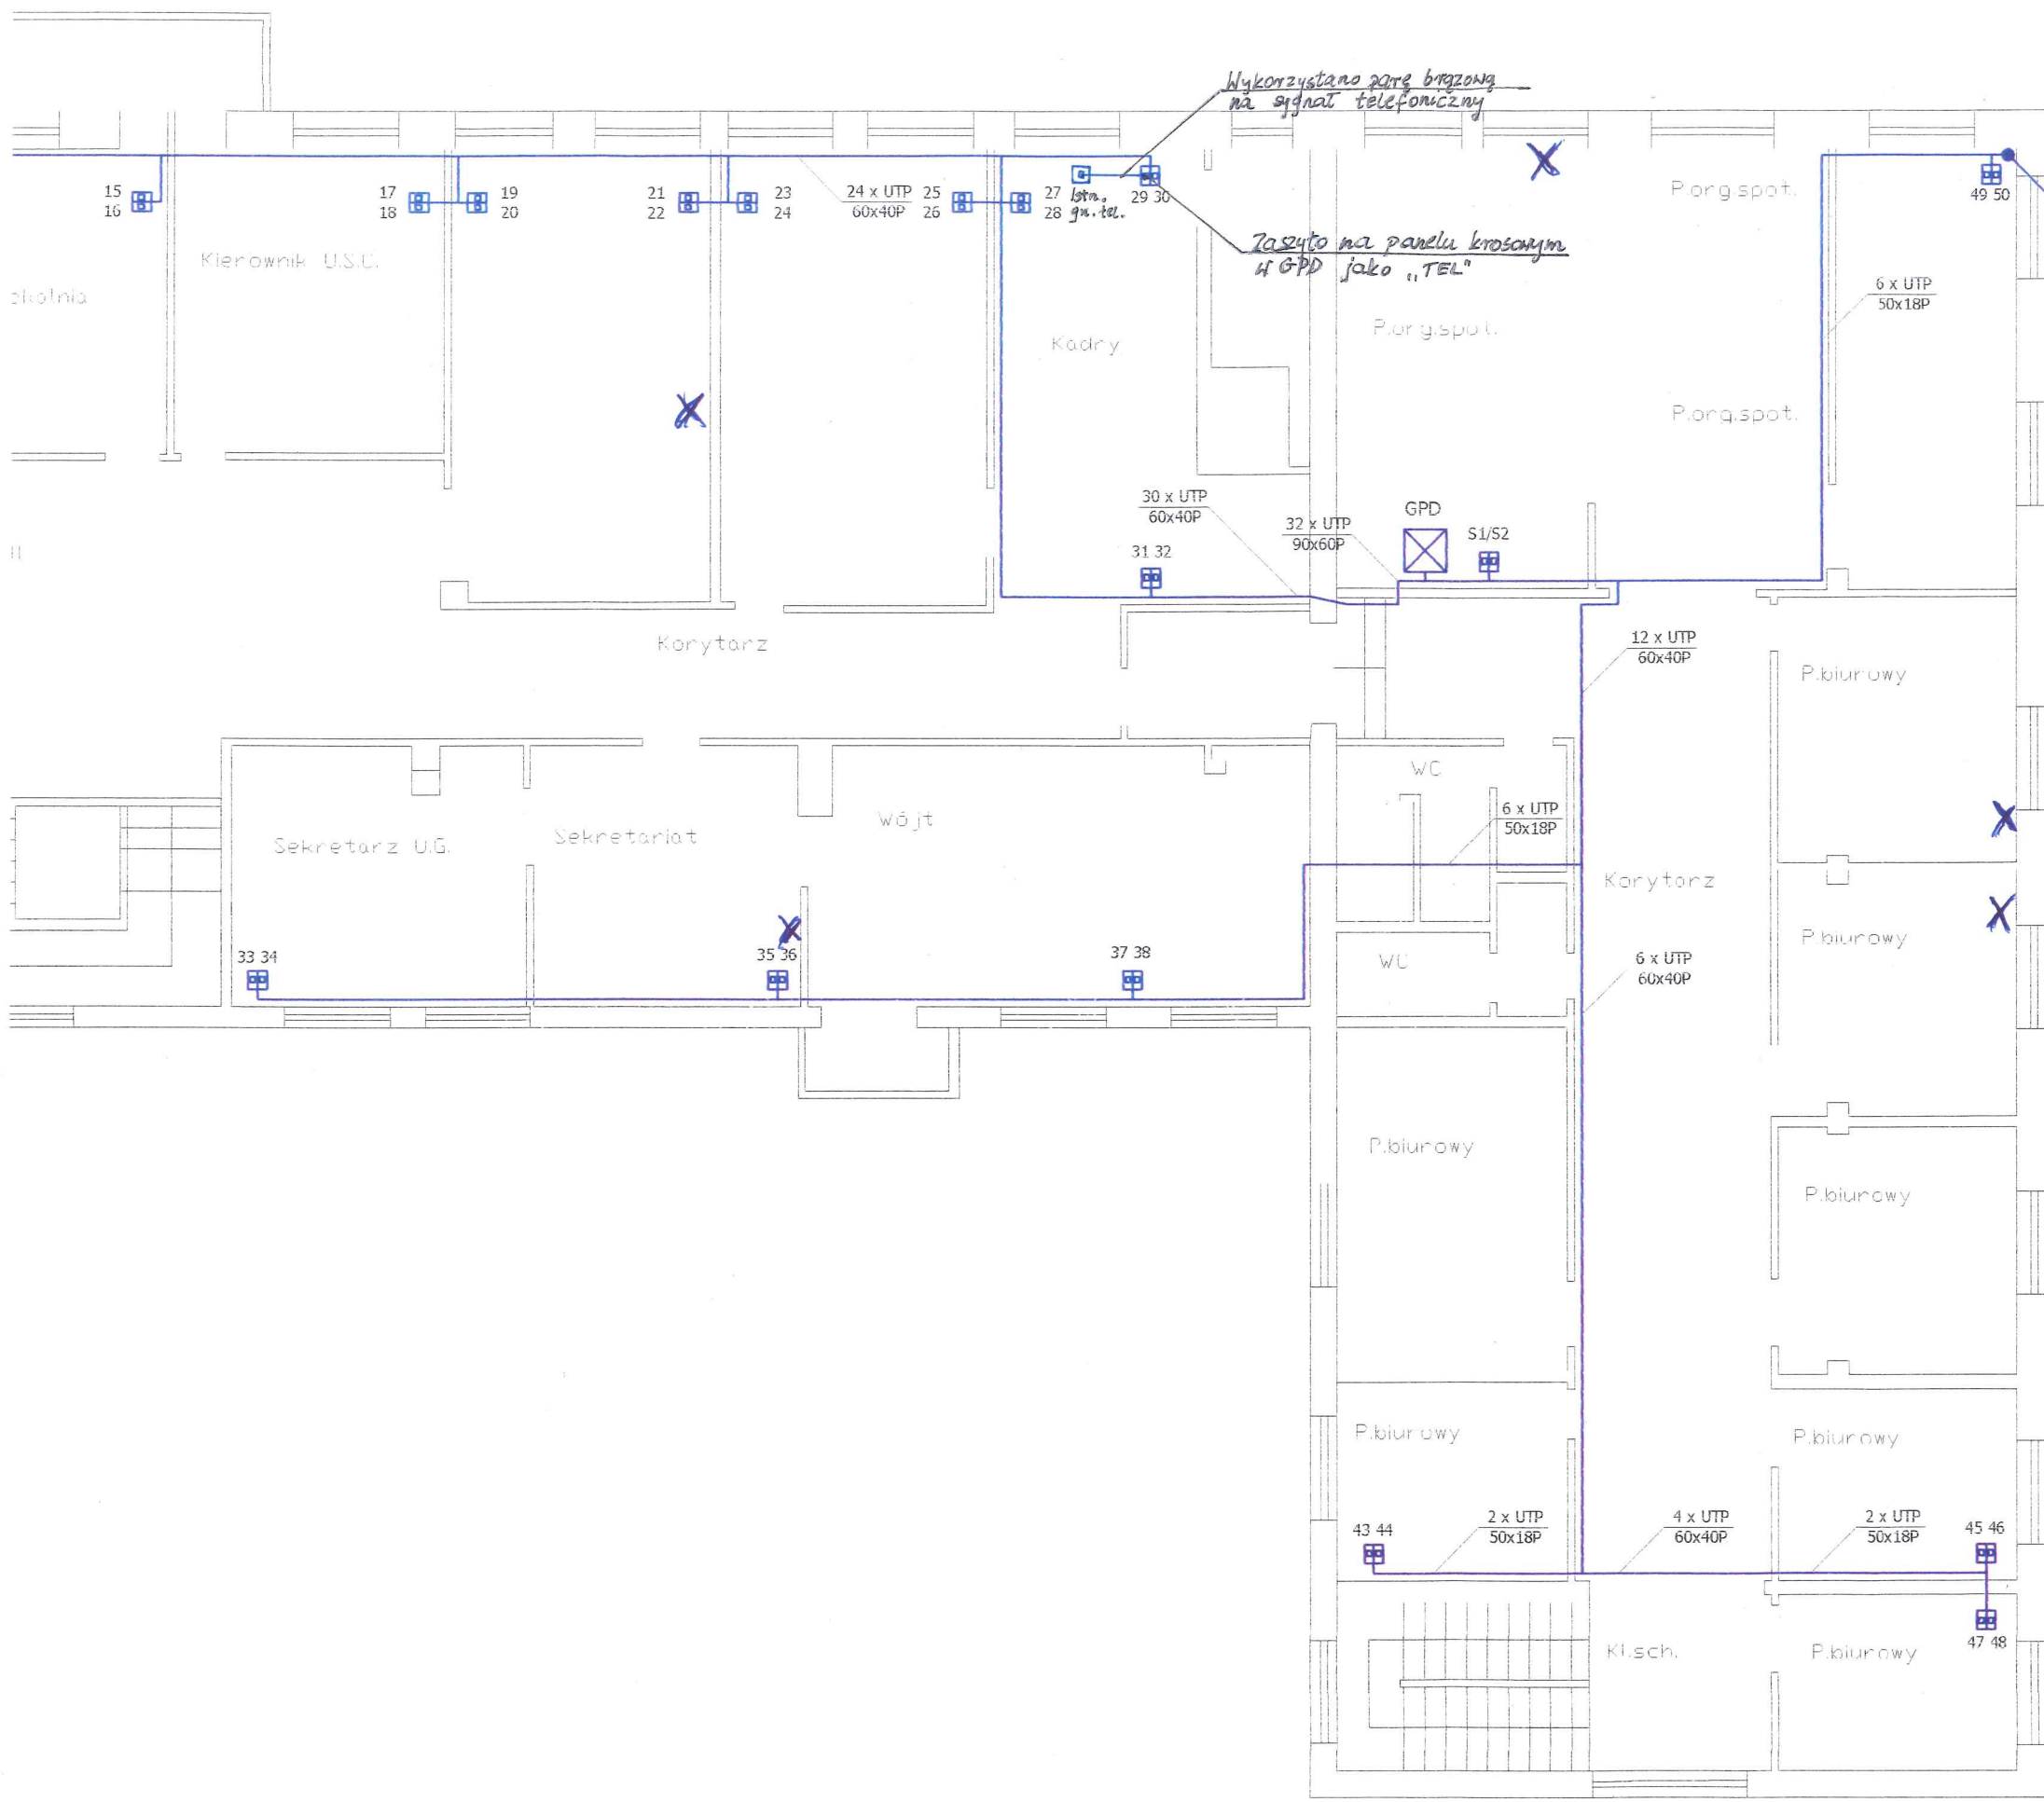 Wykorzystano parę brązową
na sygnał telefoniczny
15
16
17
18
19
20
21
22
23
24
24 x UTP
60x40P
25
26
27
28
Istn.
gn. tel.
29 30
P.org.spot.
49 50
Zaszyto na panelu krosowym
w GPD jako „TEL"
Kierownik U.S.C.
6 x UTP
50x18P
P.org.spot.
Kadry
P.org.spot.
30 x UTP
60x40P
32 x UTP
90x60P
GPD
S1/S2
31 32
Korytarz
12 x UTP
60x40P
P.biurowy
WC
6 x UTP
50x18P
Wójt
Sekretariat
Sekretarz U.G.
Korytarz
P.biurowy
33 34
35 36
37 38
WC
6 x UTP
60x40P
P.biurowy
P.biurowy
P.biurowy
P.biurowy
43 44
2 x UTP
50x18P
4 x UTP
60x40P
2 x UTP
50x18P
45 46
47 48
Kl.sch.
P.biurowy